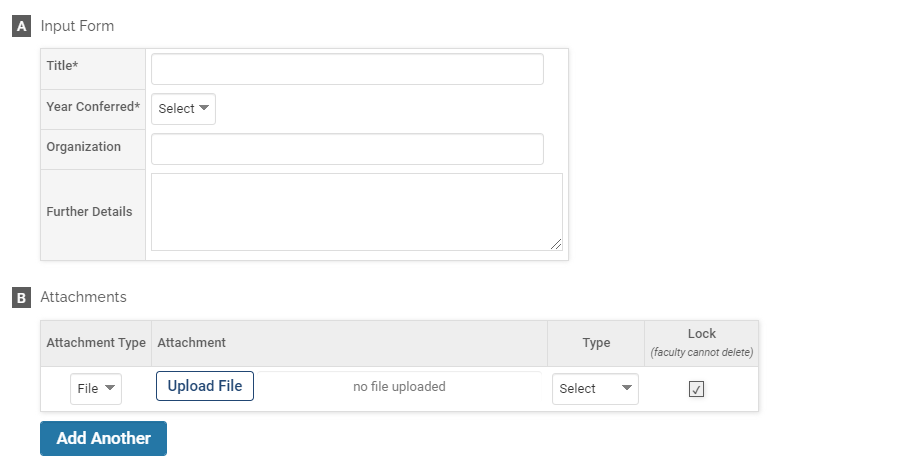 A Input Form
Title*
Year Conferred* Select
Organization
Further Details
B Attachments
Attachment Type Attachment Type Lock
(faculty cannot delete)
File Upload File no file uploaded Select
Add Another